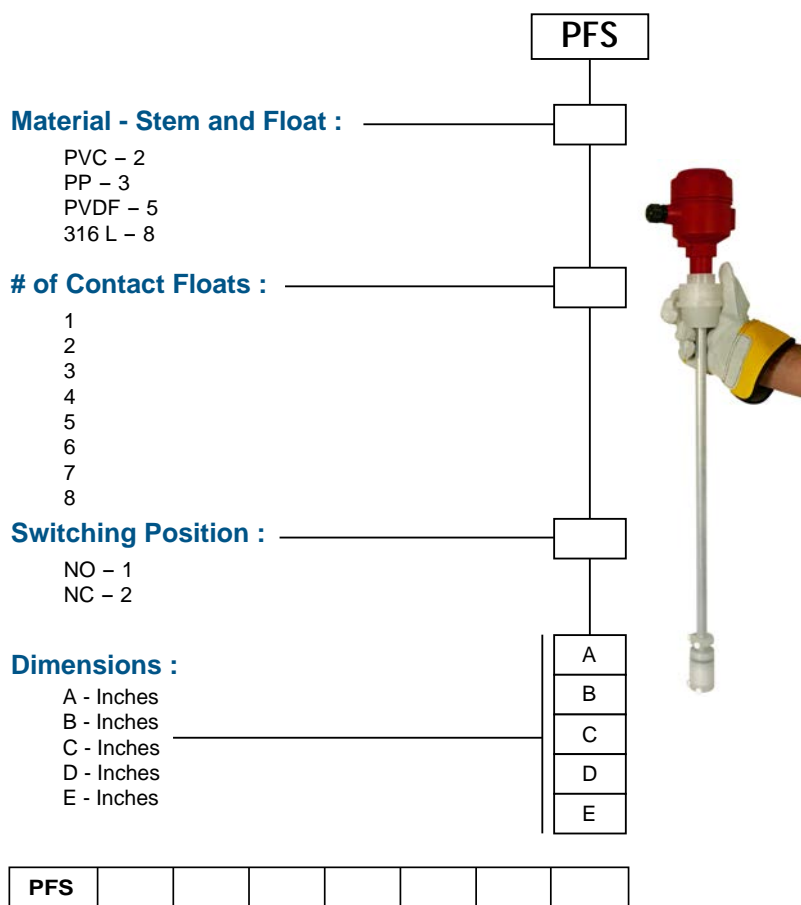 PFS
Material - Stem and Float :
PVC – 2
PP – 3
PVDF – 5
316 L – 8
# of Contact Floats :
1
2
3
4
5
6
7
8
Switching Position :
NO – 1
NC – 2
Dimensions :
A - Inches
B - Inches
C - Inches
D - Inches
E - Inches
A
B
C
D
E
PFS